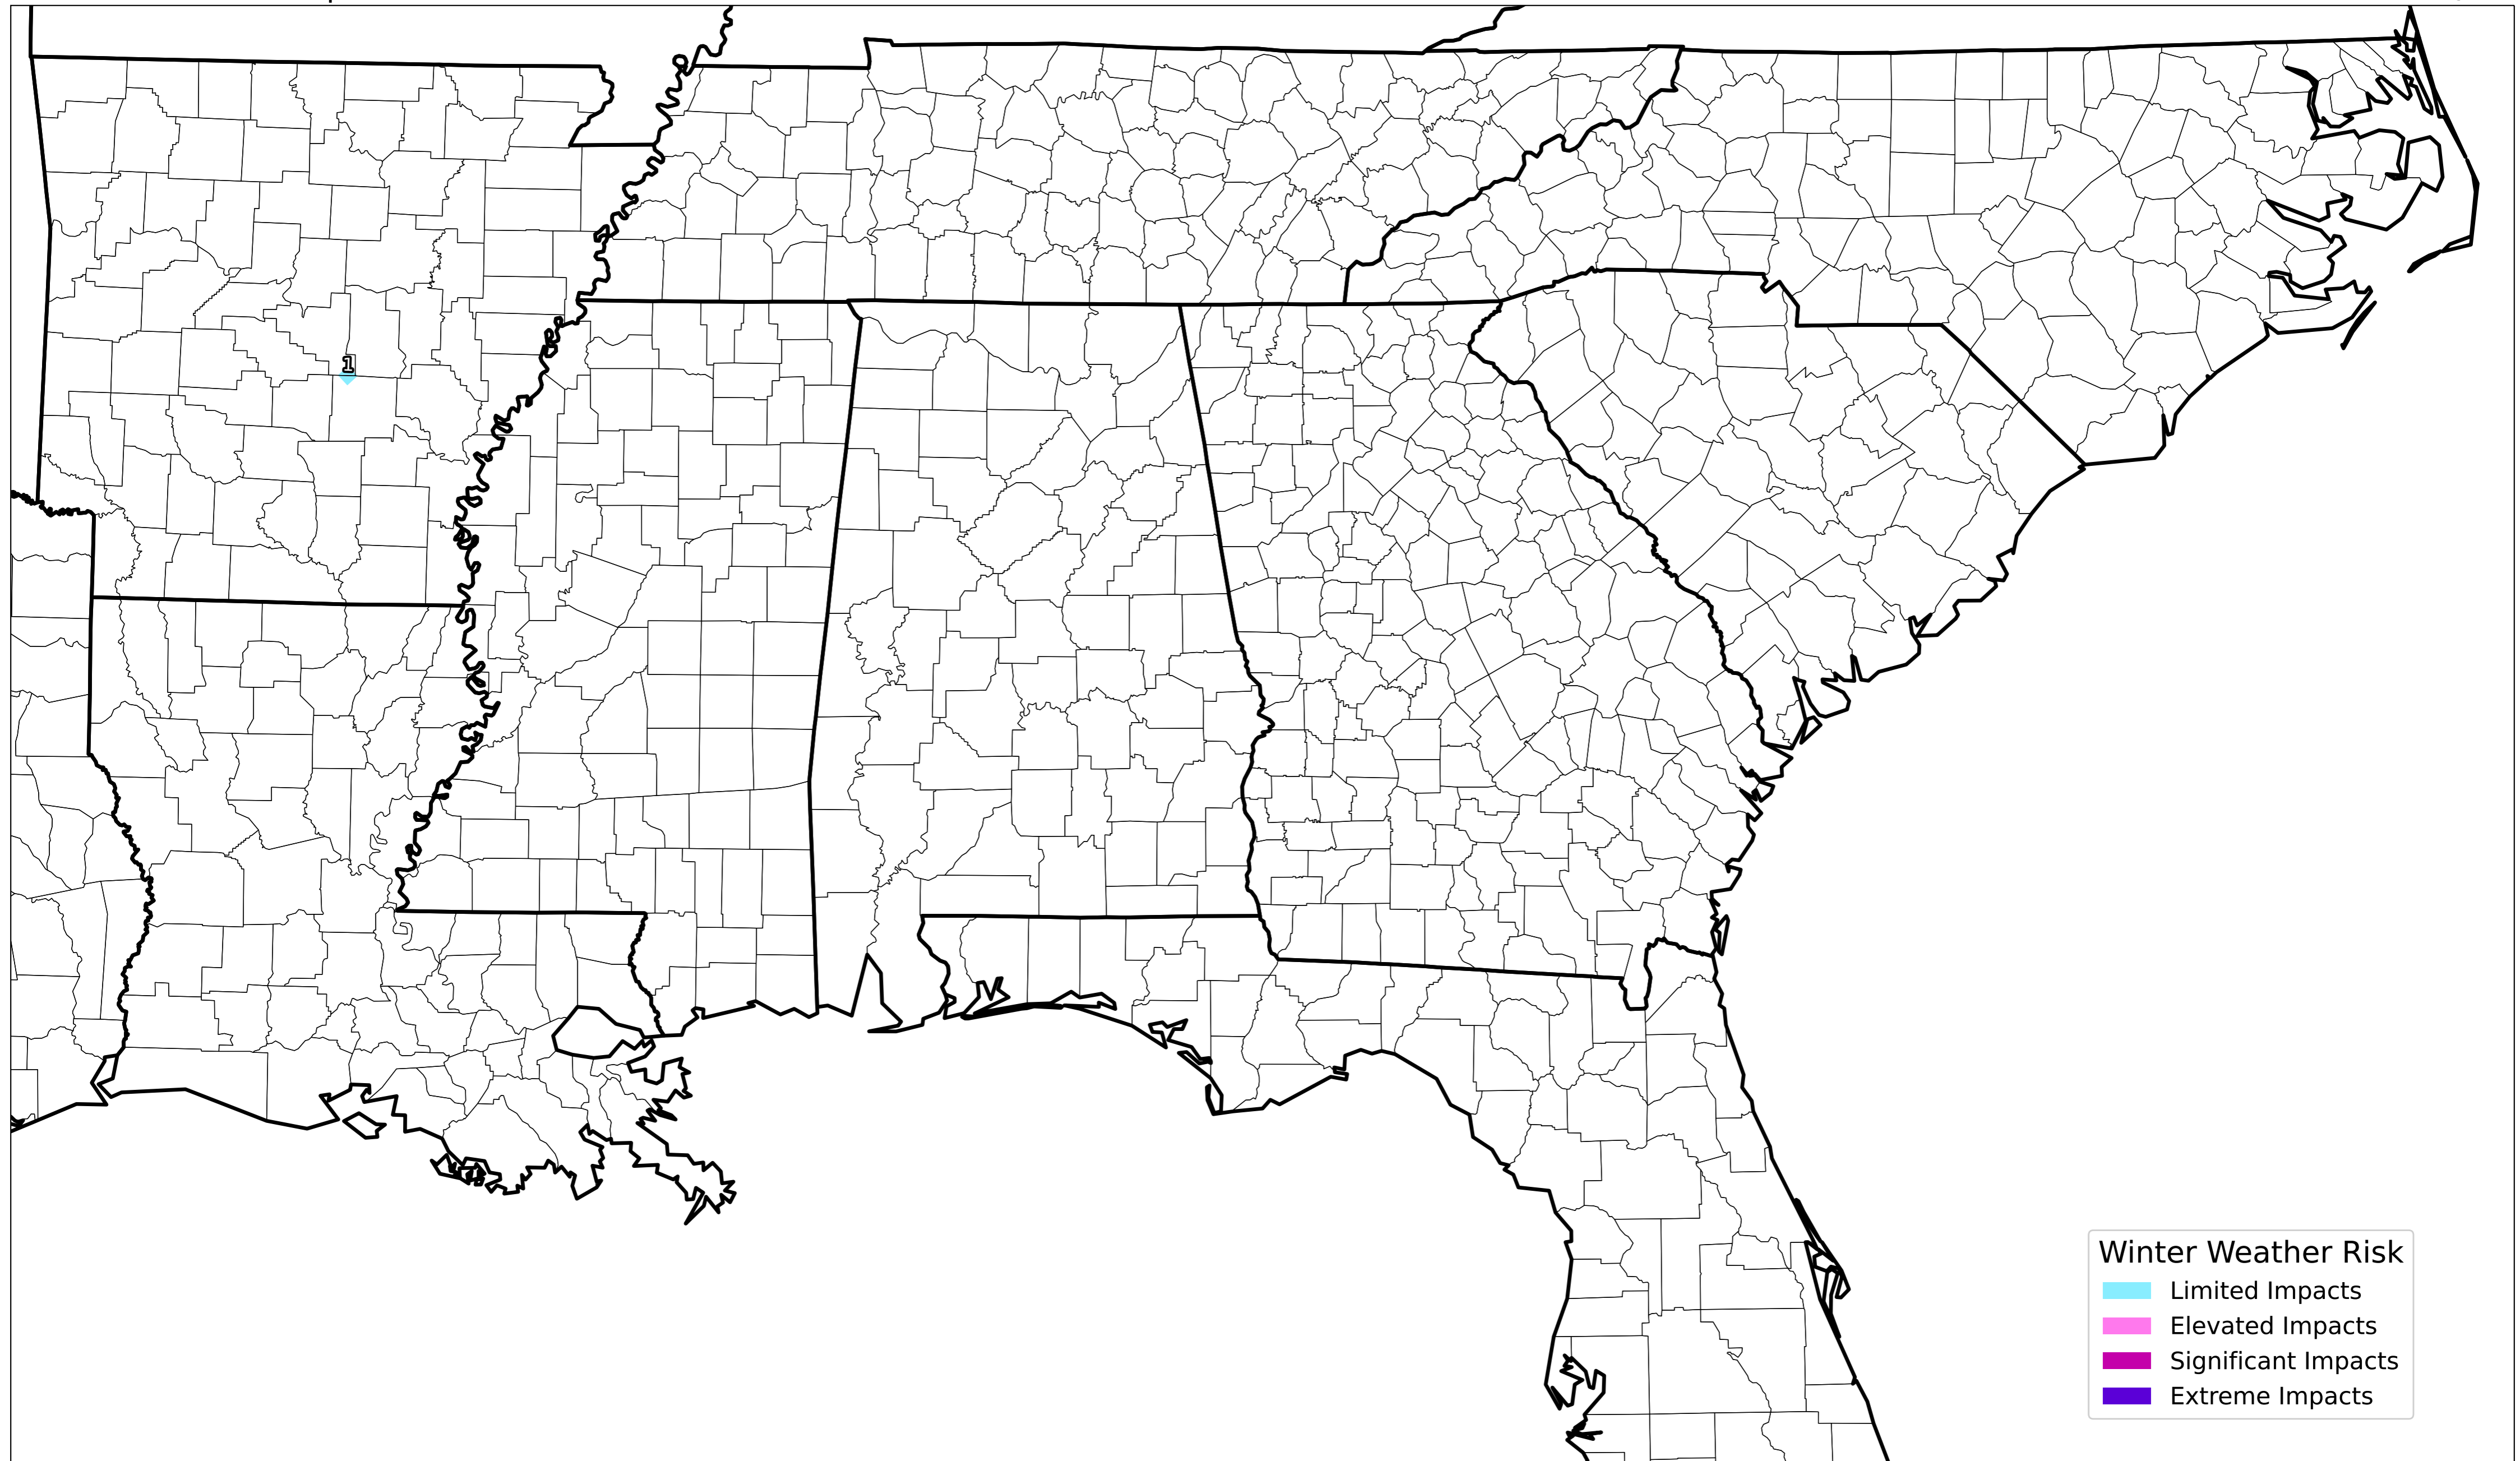 1
Winter Weather Risk
Limited Impacts
Elevated Impacts
Significant Impacts
Extreme Impacts